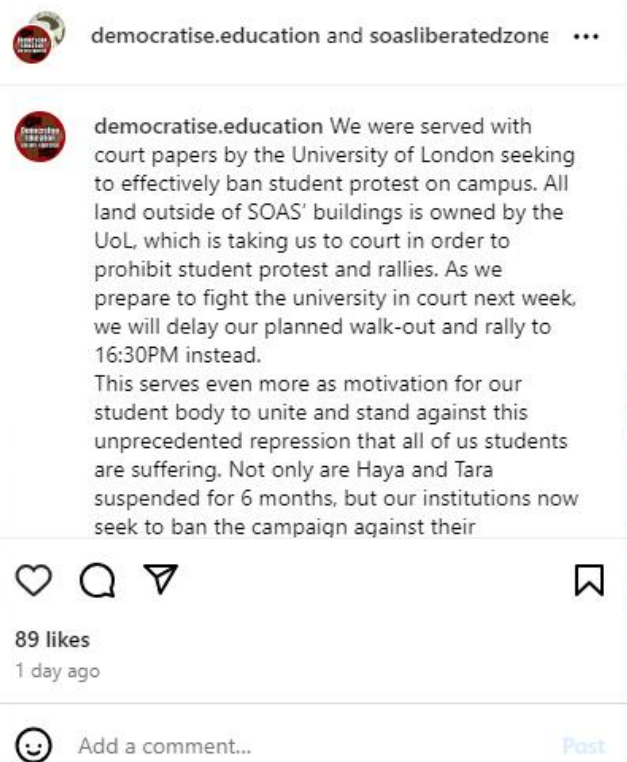 democratise.education and soasliberatedzone
democratise.education We were served with
court papers by the University of London seeking
to effectively ban student protest on campus. All
land outside of SOAS' buildings is owned by the
UoL, which is taking us to court in order to
prohibit student protest and rallies. As we
prepare to fight the university in court next week,
we will delay our planned walk-out and rally to
16:30PM instead.
This serves even more as motivation for our
student body to unite and stand against this
unprecedented repression that all of us students
are suffering. Not only are Haya and Tara
suspended for 6 months, but our institutions now
seek to ban the campaign against their
89 likes
1 day ago
Add a comment...
Post